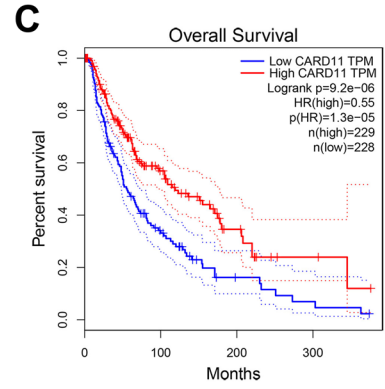 C
Overall Survival
Low CARD11 TPM
High CARD11 TPM
Logrank p=9.2e−06
HR(high)=0.55
p(HR)=1.3e−05
n(high)=229
n(low)=228
Percent survival
1.0
0.8
0.6
0.4
0.2
0.0
0 100 200 300
Months